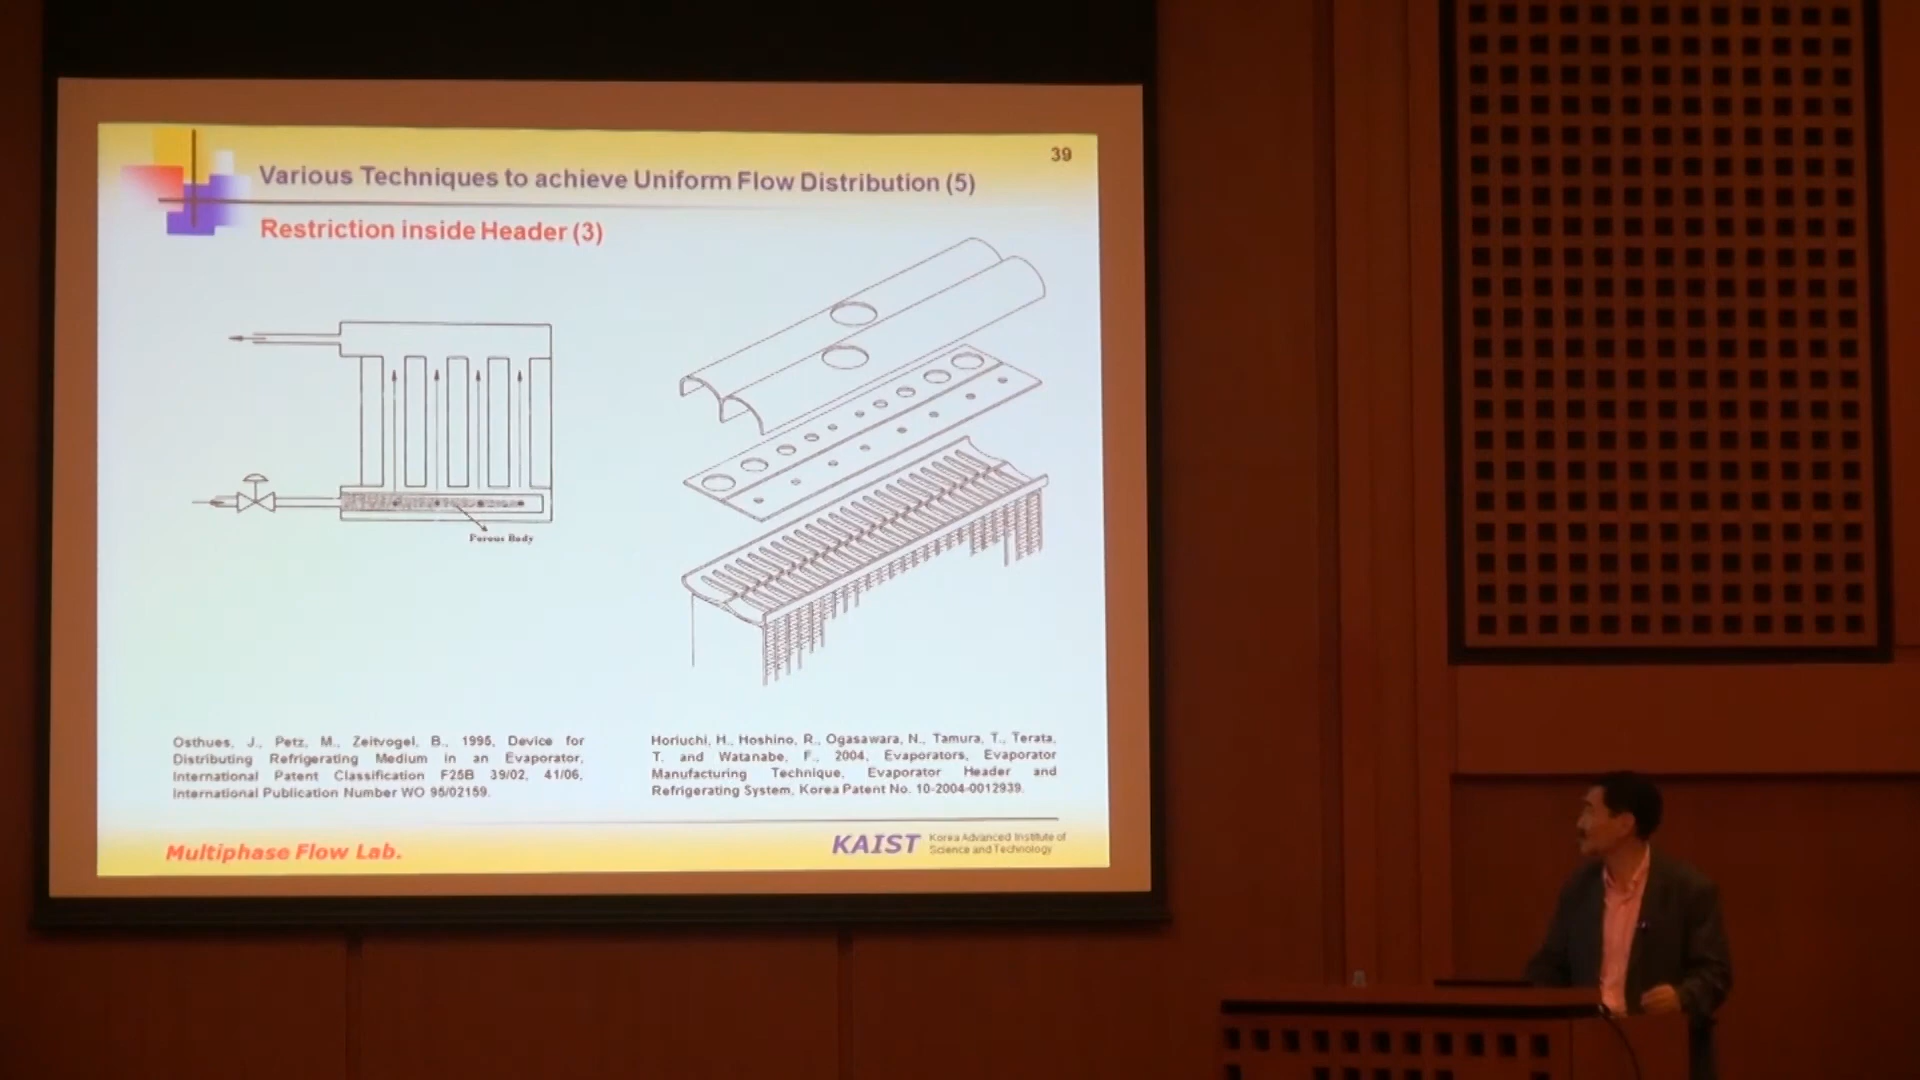 39
Various Techniques to achieve Uniform Flow Distribution (5)
Restriction inside Header (3)
Porous Body
Osthues, J., Petz, M., Zeitvogel, B., 1995, Device for
Distributing Refrigerating Medium in an Evaporator,
International Patent Classification F25B 39/02, 41/06,
International Publication Number WO 95/02159.
Horiuchi, H., Hoshino, R., Ogasawara, N., Tamura, T., Terata,
T. and Watanabe, F., 2004, Evaporators, Evaporator
Manufacturing Technique, Evaporator Header and
Refrigerating System, Korea Patent No. 10-2004-0012939.
Multiphase Flow Lab.
KAIST
Korea Advanced Institute of
Science and Technology